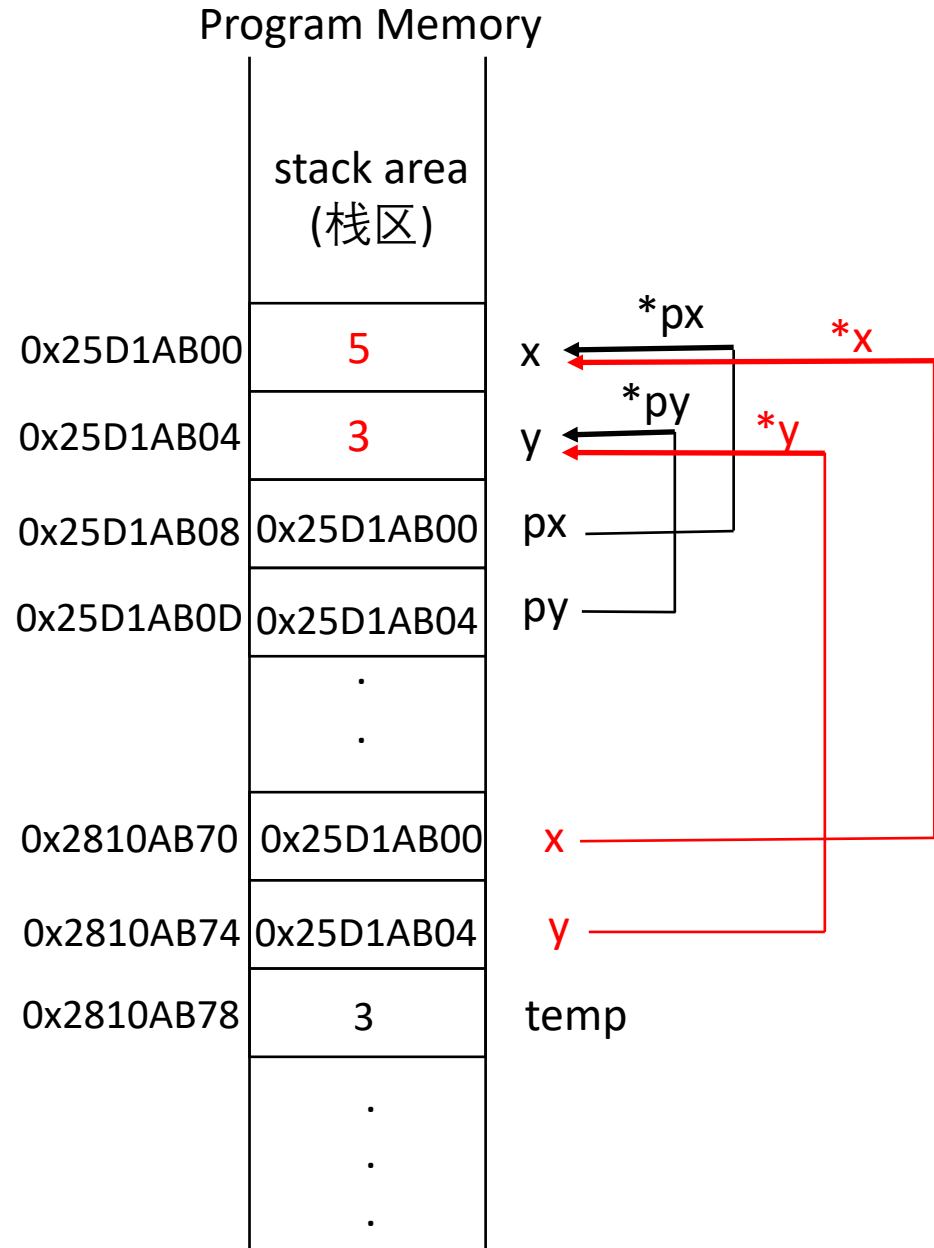 Program Memory
stack area
(栈区)
*px
0x25D1AB00 5 x *x
*py
0x25D1AB04 3 y *y
0x25D1AB08 0x25D1AB00 px
0x25D1AB0D 0x25D1AB04 py
.
.
0x2810AB70 0x25D1AB00 x
0x2810AB74 0x25D1AB04 y
0x2810AB78 3 temp
.
.
.